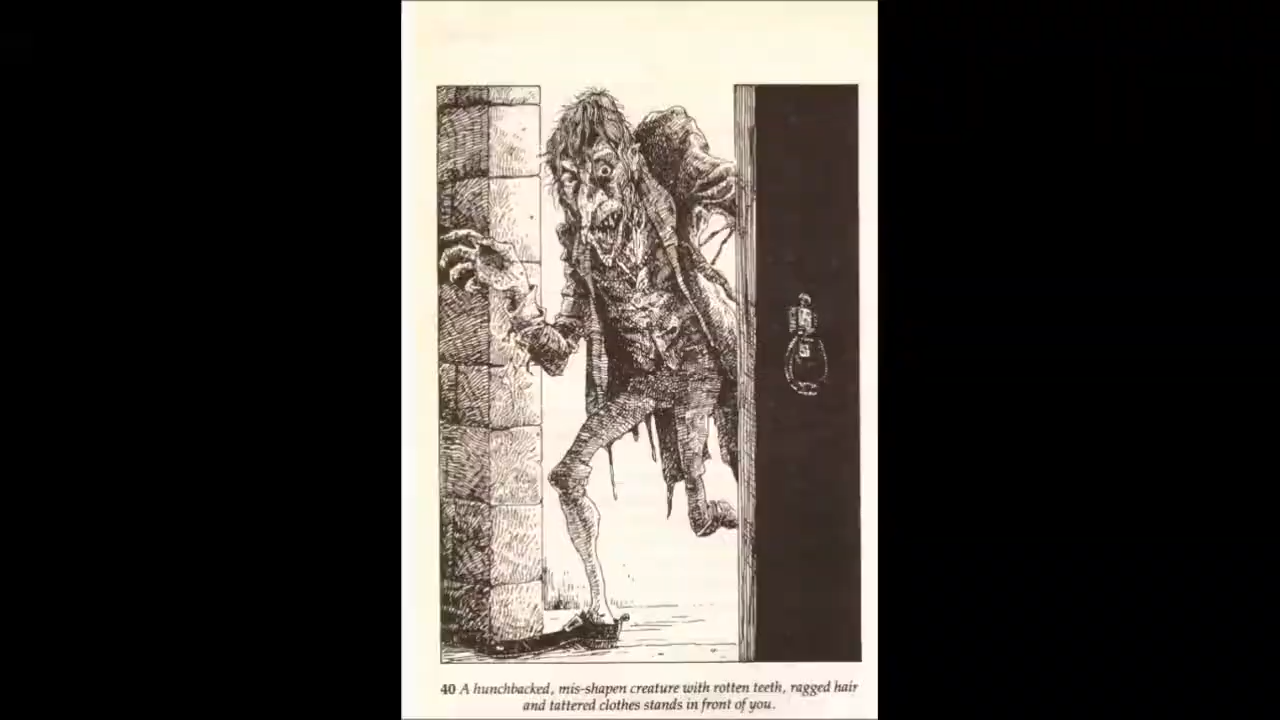 40 A hunchbacked, mis-shapen creature with rotten teeth, ragged hair
and tattered clothes stands in front of you.